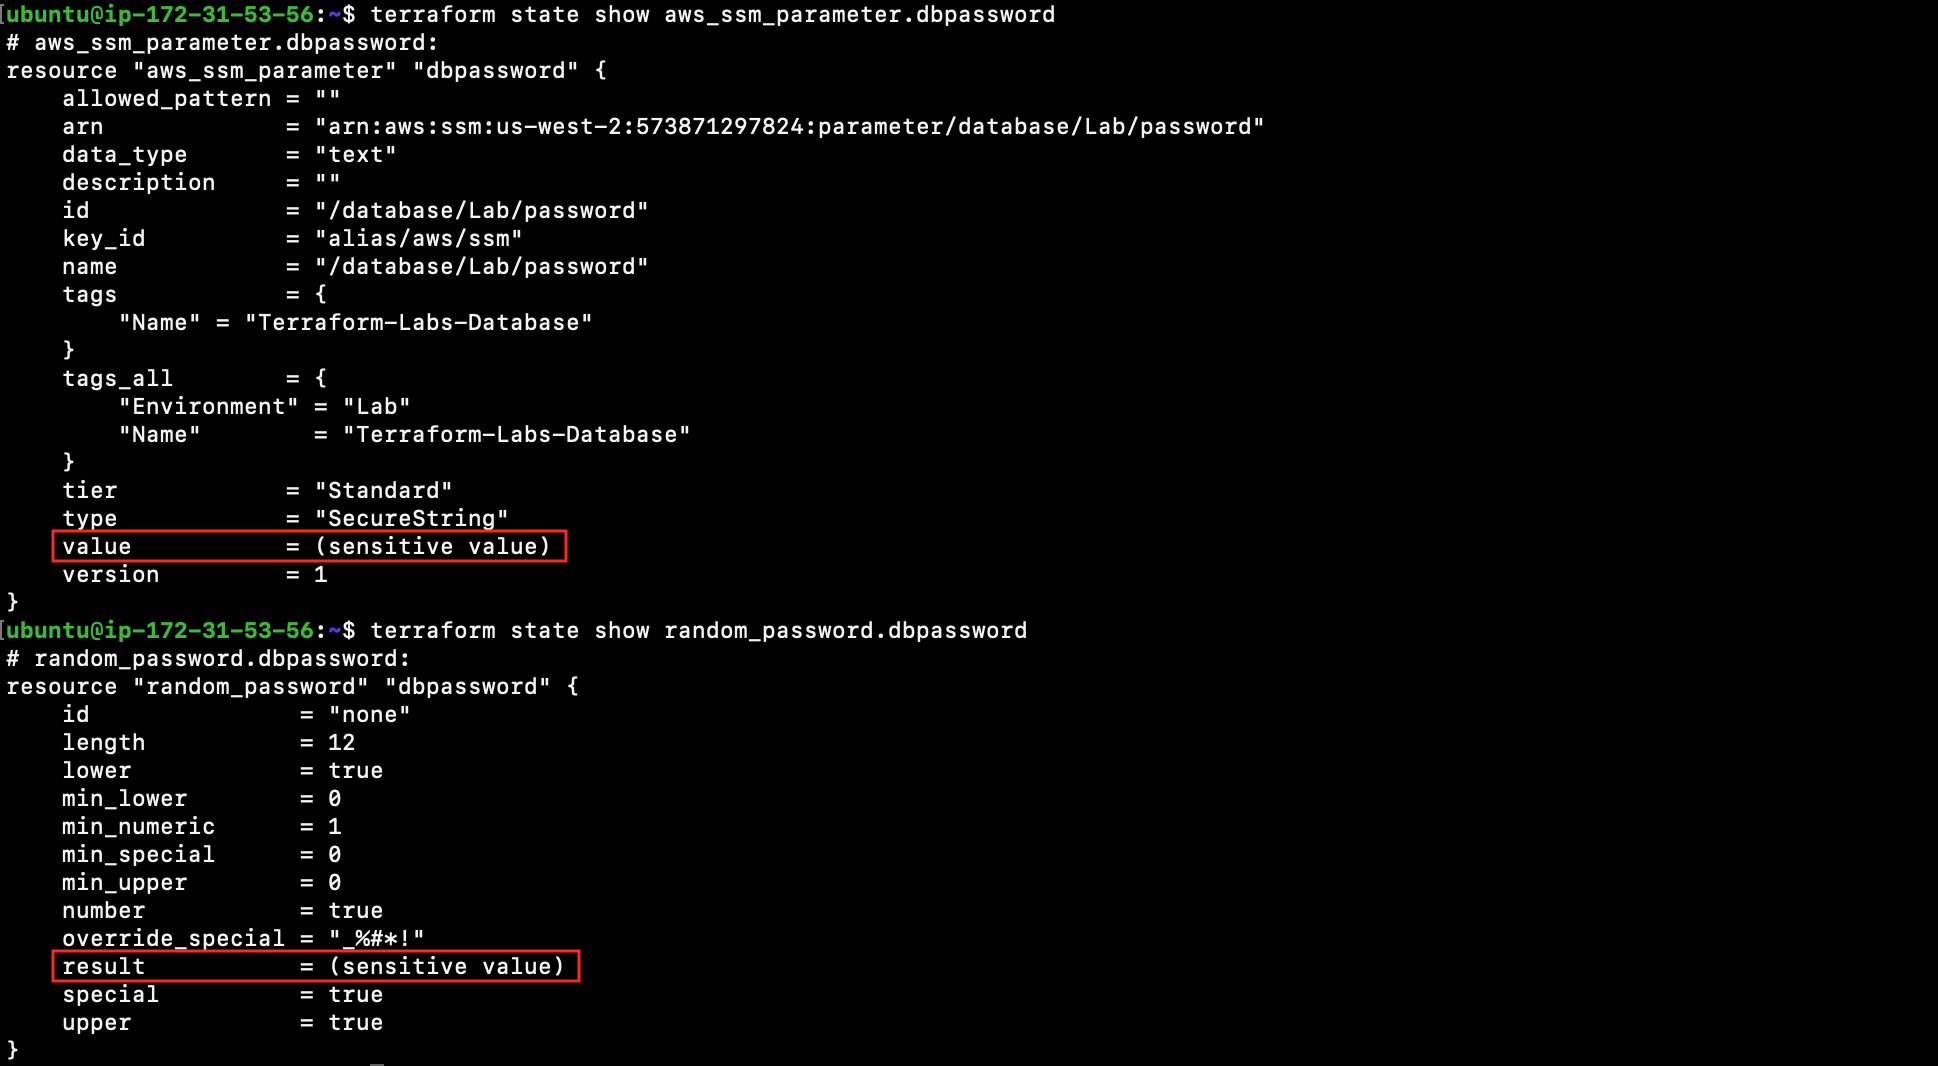 ubuntu@ip-172-31-53-56:~$ terraform state show aws_ssm_parameter.dbpassword
# aws_ssm_parameter.dbpassword:
resource "aws_ssm_parameter" "dbpassword" {
    allowed_pattern = ""
    arn             = "arn:aws:ssm:us-west-2:573871297824:parameter/database/Lab/password"
    data_type       = "text"
    description     = ""
    id              = "/database/Lab/password"
    key_id          = "alias/aws/ssm"
    name            = "/database/Lab/password"
    tags            = {
        "Name" = "Terraform-Labs-Database"
    }
    tags_all        = {
        "Environment" = "Lab"
        "Name"        = "Terraform-Labs-Database"
    }
    tier            = "Standard"
    type            = "SecureString"
    value           = (sensitive value)
    version         = 1
}
ubuntu@ip-172-31-53-56:~$ terraform state show random_password.dbpassword
# random_password.dbpassword:
resource "random_password" "dbpassword" {
    id               = "none"
    length           = 12
    lower            = true
    min_lower        = 0
    min_numeric      = 1
    min_special      = 0
    min_upper        = 0
    number           = true
    override_special = "_%#*!"
    result           = (sensitive value)
    special          = true
    upper            = true
}